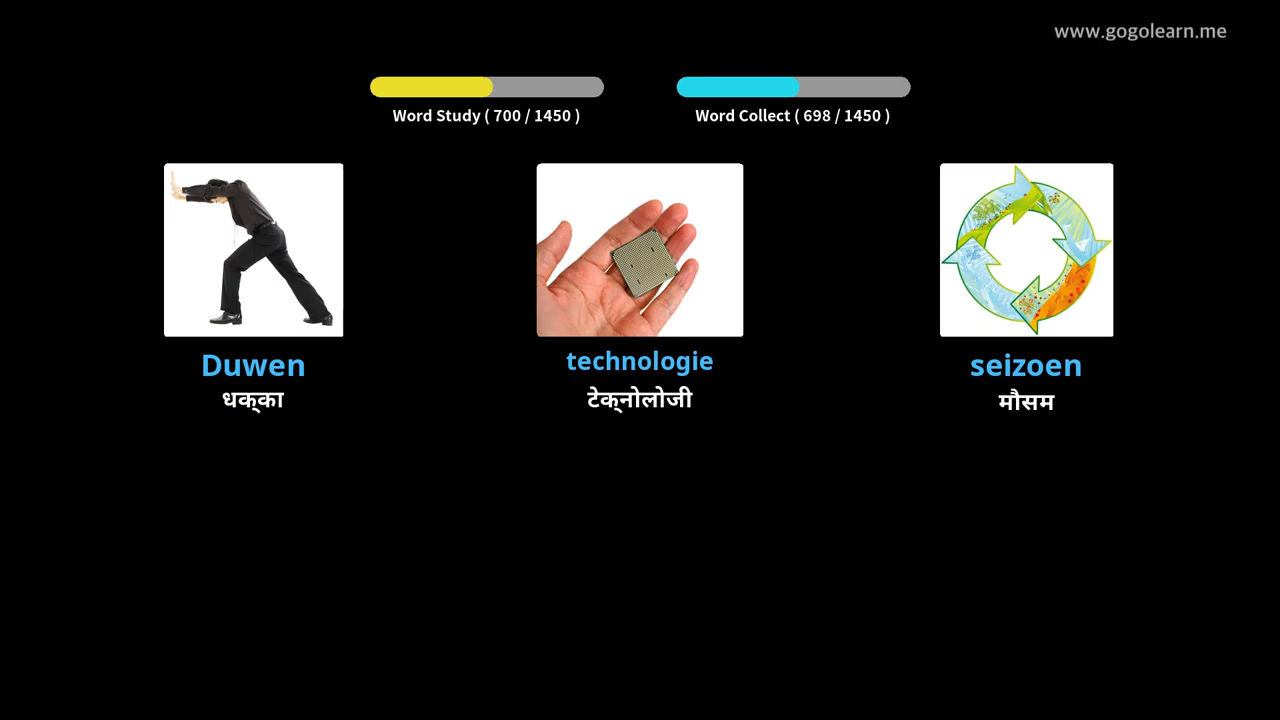 www.gogolearn.me
Word Study ( 700 / 1450 )
Word Collect ( 698 / 1450 )
Duwen
technologie
seizoen
धक्का
टेक्नोलोजी
मौसम